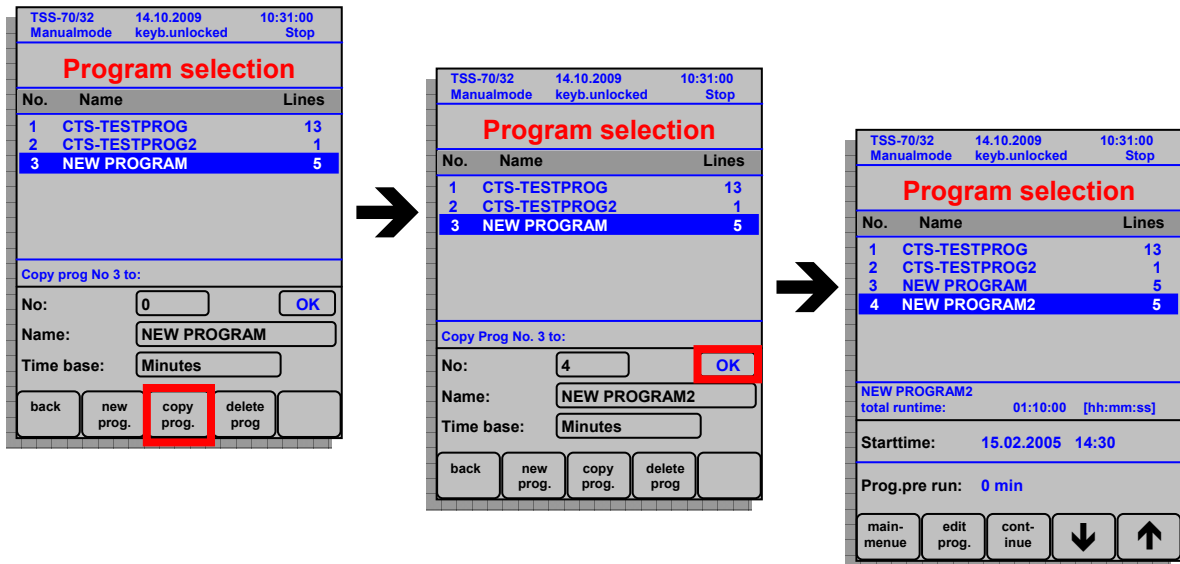 TSS-70/32 14.10.2009 10:31:00
Manualmode keyb.unlocked Stop
Program selection
No. Name Lines
1 CTS-TESTPROG 13
2 CTS-TESTPROG2 1
3 NEW PROGRAM 5
Copy prog No 3 to:
No: 0 OK
Name: NEW PROGRAM
Time base: Minutes
back new prog. copy prog. delete prog
TSS-70/32 14.10.2009 10:31:00
Manualmode keyb.unlocked Stop
Program selection
No. Name Lines
1 CTS-TESTPROG 13
2 CTS-TESTPROG2 1
3 NEW PROGRAM 5
Copy Prog No. 3 to:
No: 4 OK
Name: NEW PROGRAM2
Time base: Minutes
back new prog. copy prog. delete prog
TSS-70/32 14.10.2009 10:31:00
Manualmode keyb.unlocked Stop
Program selection
No. Name Lines
1 CTS-TESTPROG 13
2 CTS-TESTPROG2 1
3 NEW PROGRAM 5
4 NEW PROGRAM2 5
NEW PROGRAM2
total runtime: 01:10:00 [hh:mm:ss]
Starttime: 15.02.2005 14:30
Prog.pre run: 0 min
main-menue edit prog. cont-inue